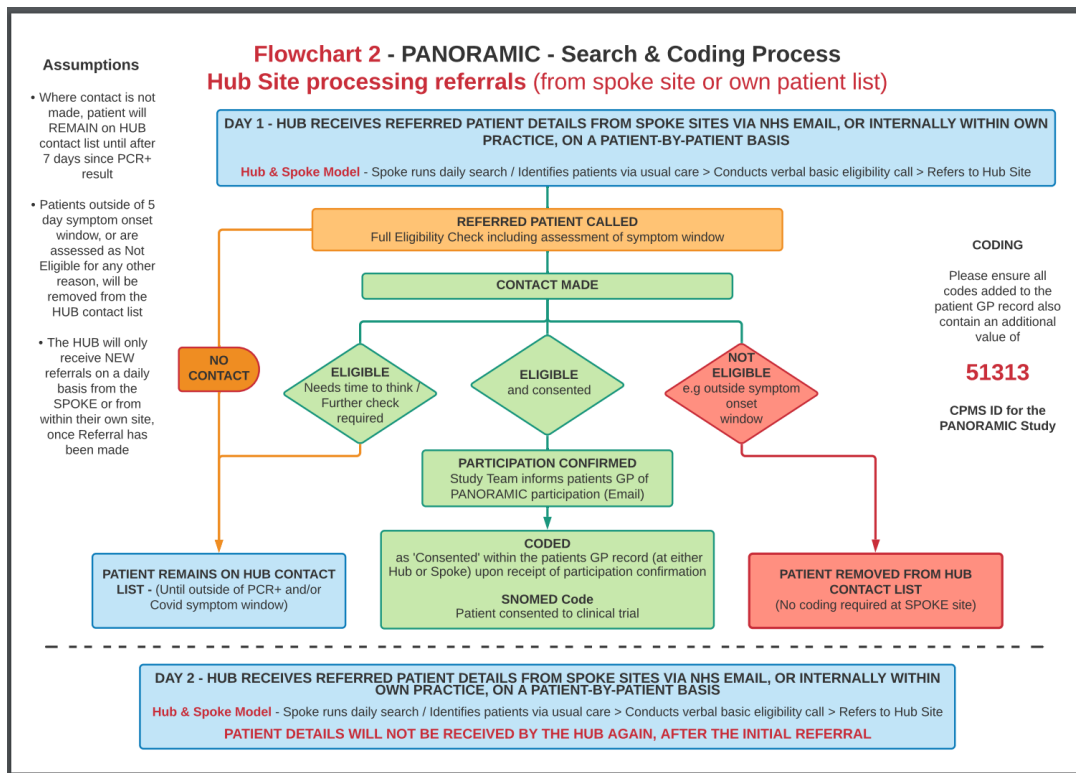 Flowchart 2 - PANORAMIC - Search & Coding Process
Hub Site processing referrals (from spoke site or own patient list)
Assumptions
• Where contact is not
made, patient will
REMAIN on HUB
contact list until after
7 days since PCR+
result
• Patients outside of 5
day symptom onset
window, or are
assessed as Not
Eligible for any other
reason, will be
removed from the
HUB contact list
• The HUB will only
receive NEW
referrals on a daily
basis from the
SPOKE or from
within their own site,
once Referral has
been made
DAY 1 - HUB RECEIVES REFERRED PATIENT DETAILS FROM SPOKE SITES VIA NHS EMAIL, OR INTERNALLY WITHIN OWN
PRACTICE, ON A PATIENT-BY-PATIENT BASIS
Hub & Spoke Model - Spoke runs daily search / Identifies patients via usual care > Conducts verbal basic eligibility call > Refers to Hub Site
REFERRED PATIENT CALLED
Full Eligibility Check including assessment of symptom window
CONTACT MADE
NO
CONTACT
ELIGIBLE
Needs time to think /
Further check
required
ELIGIBLE
and consented
NOT
ELIGIBLE
e.g outside symptom
onset
window
CODING
Please ensure all
codes added to the
patient GP record also
contain an additional
value of
51313
CPMS ID for the
PANORAMIC Study
PARTICIPATION CONFIRMED
Study Team informs patients GP of
PANORAMIC participation (Email)
PATIENT REMAINS ON HUB CONTACT
LIST - (Until outside of PCR+ and/or
Covid symptom window)
CODED
as 'Consented' within the patients GP record (at either
Hub or Spoke) upon receipt of participation confirmation
SNOMED Code
Patient consented to clinical trial
PATIENT REMOVED FROM HUB
CONTACT LIST
(No coding required at SPOKE site)
DAY 2 - HUB RECEIVES REFERRED PATIENT DETAILS FROM SPOKE SITES VIA NHS EMAIL, OR INTERNALLY WITHIN
OWN PRACTICE, ON A PATIENT-BY-PATIENT BASIS
Hub & Spoke Model - Spoke runs daily search / Identifies patients via usual care > Conducts verbal basic eligibility call > Refers to Hub Site
PATIENT DETAILS WILL NOT BE RECEIVED BY THE HUB AGAIN, AFTER THE INITIAL REFERRAL